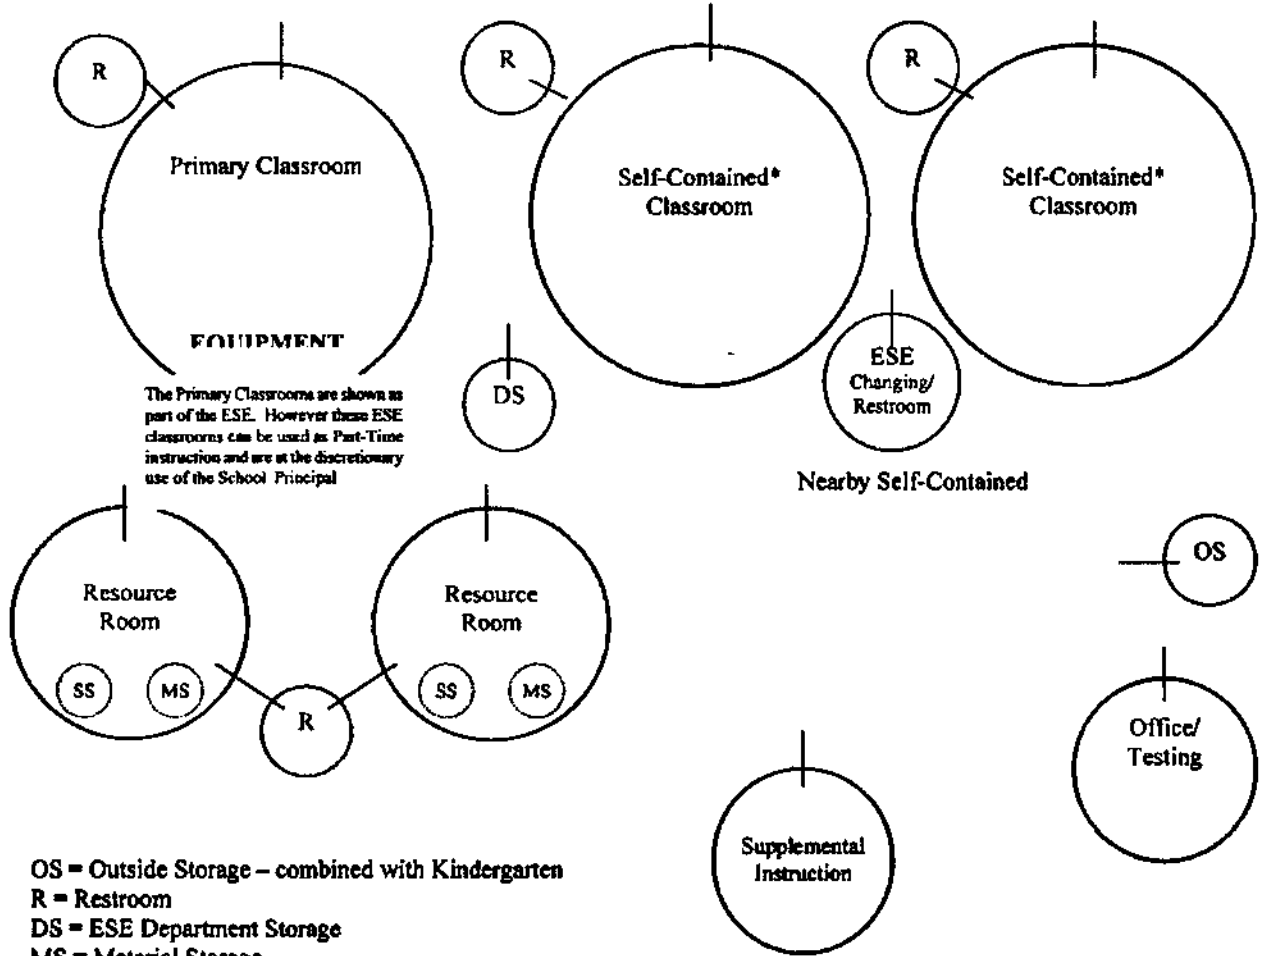 R
R
R
Primary Classroom
Self-Contained*
Classroom
Self-Contained*
Classroom
EQUIPMENT
The Primary Classrooms are shown as
part of the ESE. However these ESE
classrooms can be used as Part-Time
instruction and are at the discretionary
use of the School Principal
DS
ESE
Changing/
Restroom
Nearby Self-Contained
OS
Resource
Room
SS
MS
Resource
Room
SS
MS
R
Office/
Testing
Supplemental
Instruction
OS = Outside Storage – combined with Kindergarten
R = Restroom
DS = ESE Department Storage
MS = Material Storage